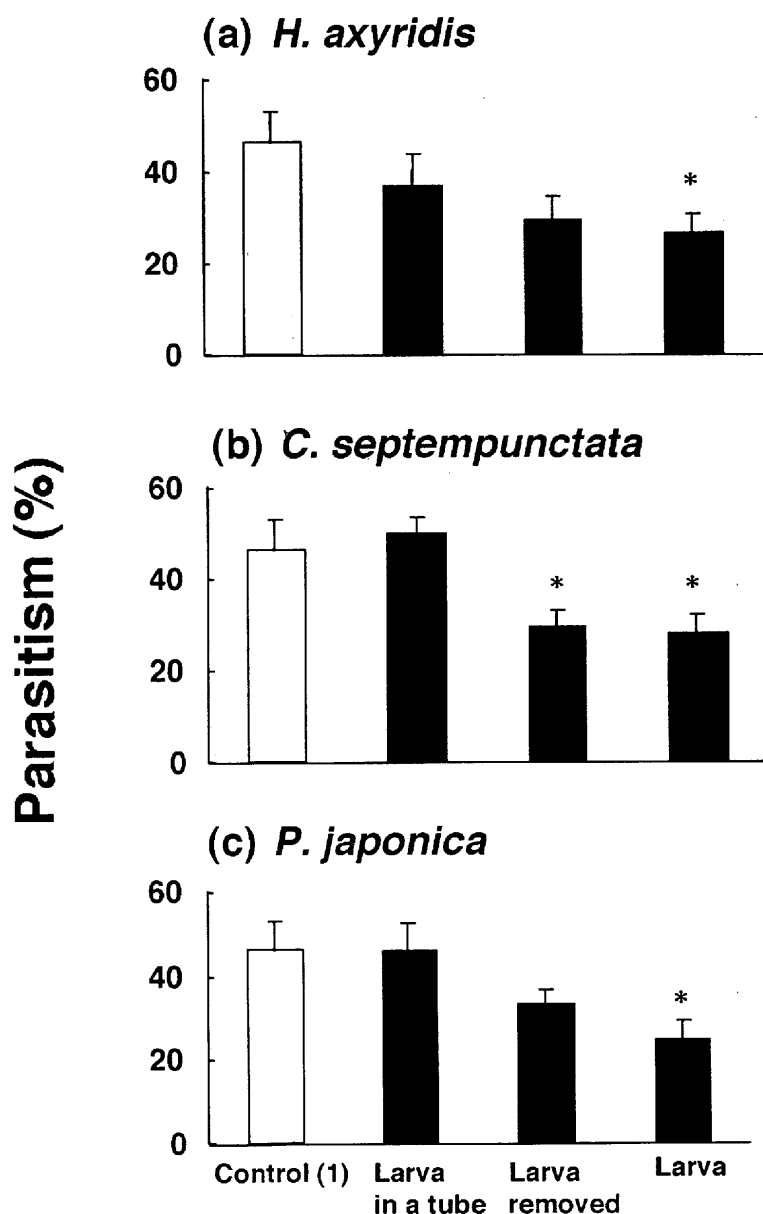 (a) H. axyridis
60
40
20
0
*
(b) C. septempunctata
60
40
20
0
*
*
(c) P. japonica
60
40
20
0
*
Parasitism (%)
Control (1)
Larva
in a tube
Larva
removed
Larva